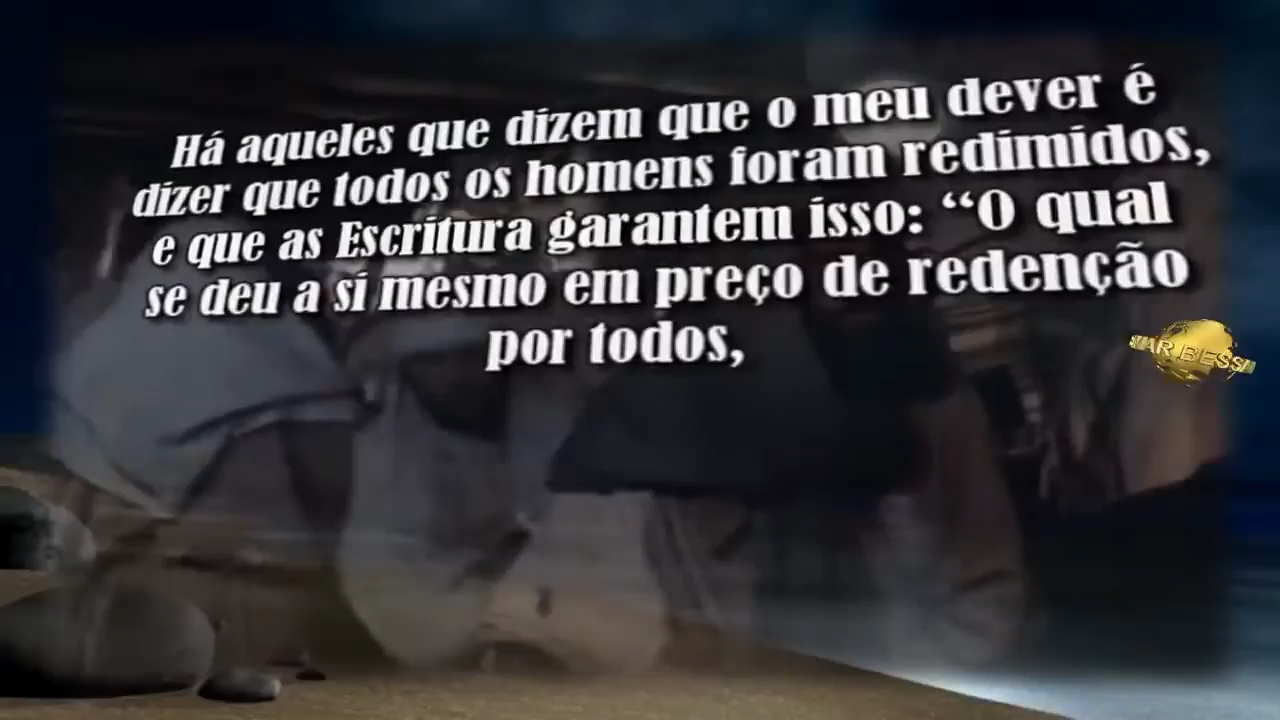 Há aqueles que dizem que o meu dever é
dizer que todos os homens foram redimidos,
e que as Escritura garantem isso: “O qual
se deu a si mesmo em preço de redenção
por todos,